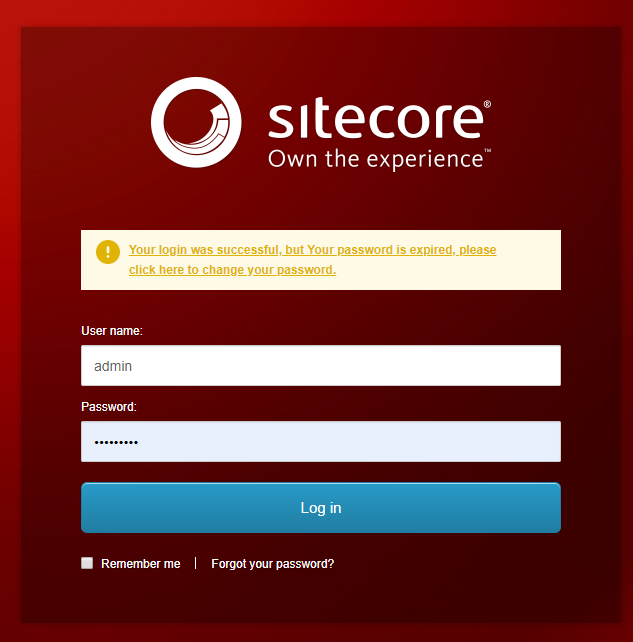 sitecore®
Own the experience™
Your login was successful, but Your password is expired, please
click here to change your password.
User name:
admin
Password:
•••••••••
Log in
Remember me | Forgot your password?